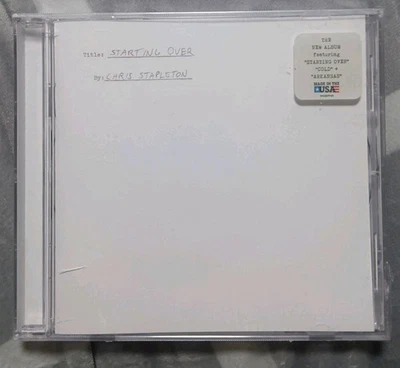 Title: STARTING OVER
by: CHRIS STAPLETON
THE
NEW ALBUM
featuring
"STARTING OVER"
"COLD" +
"ARKANSAS"
MADE IN THE
USA